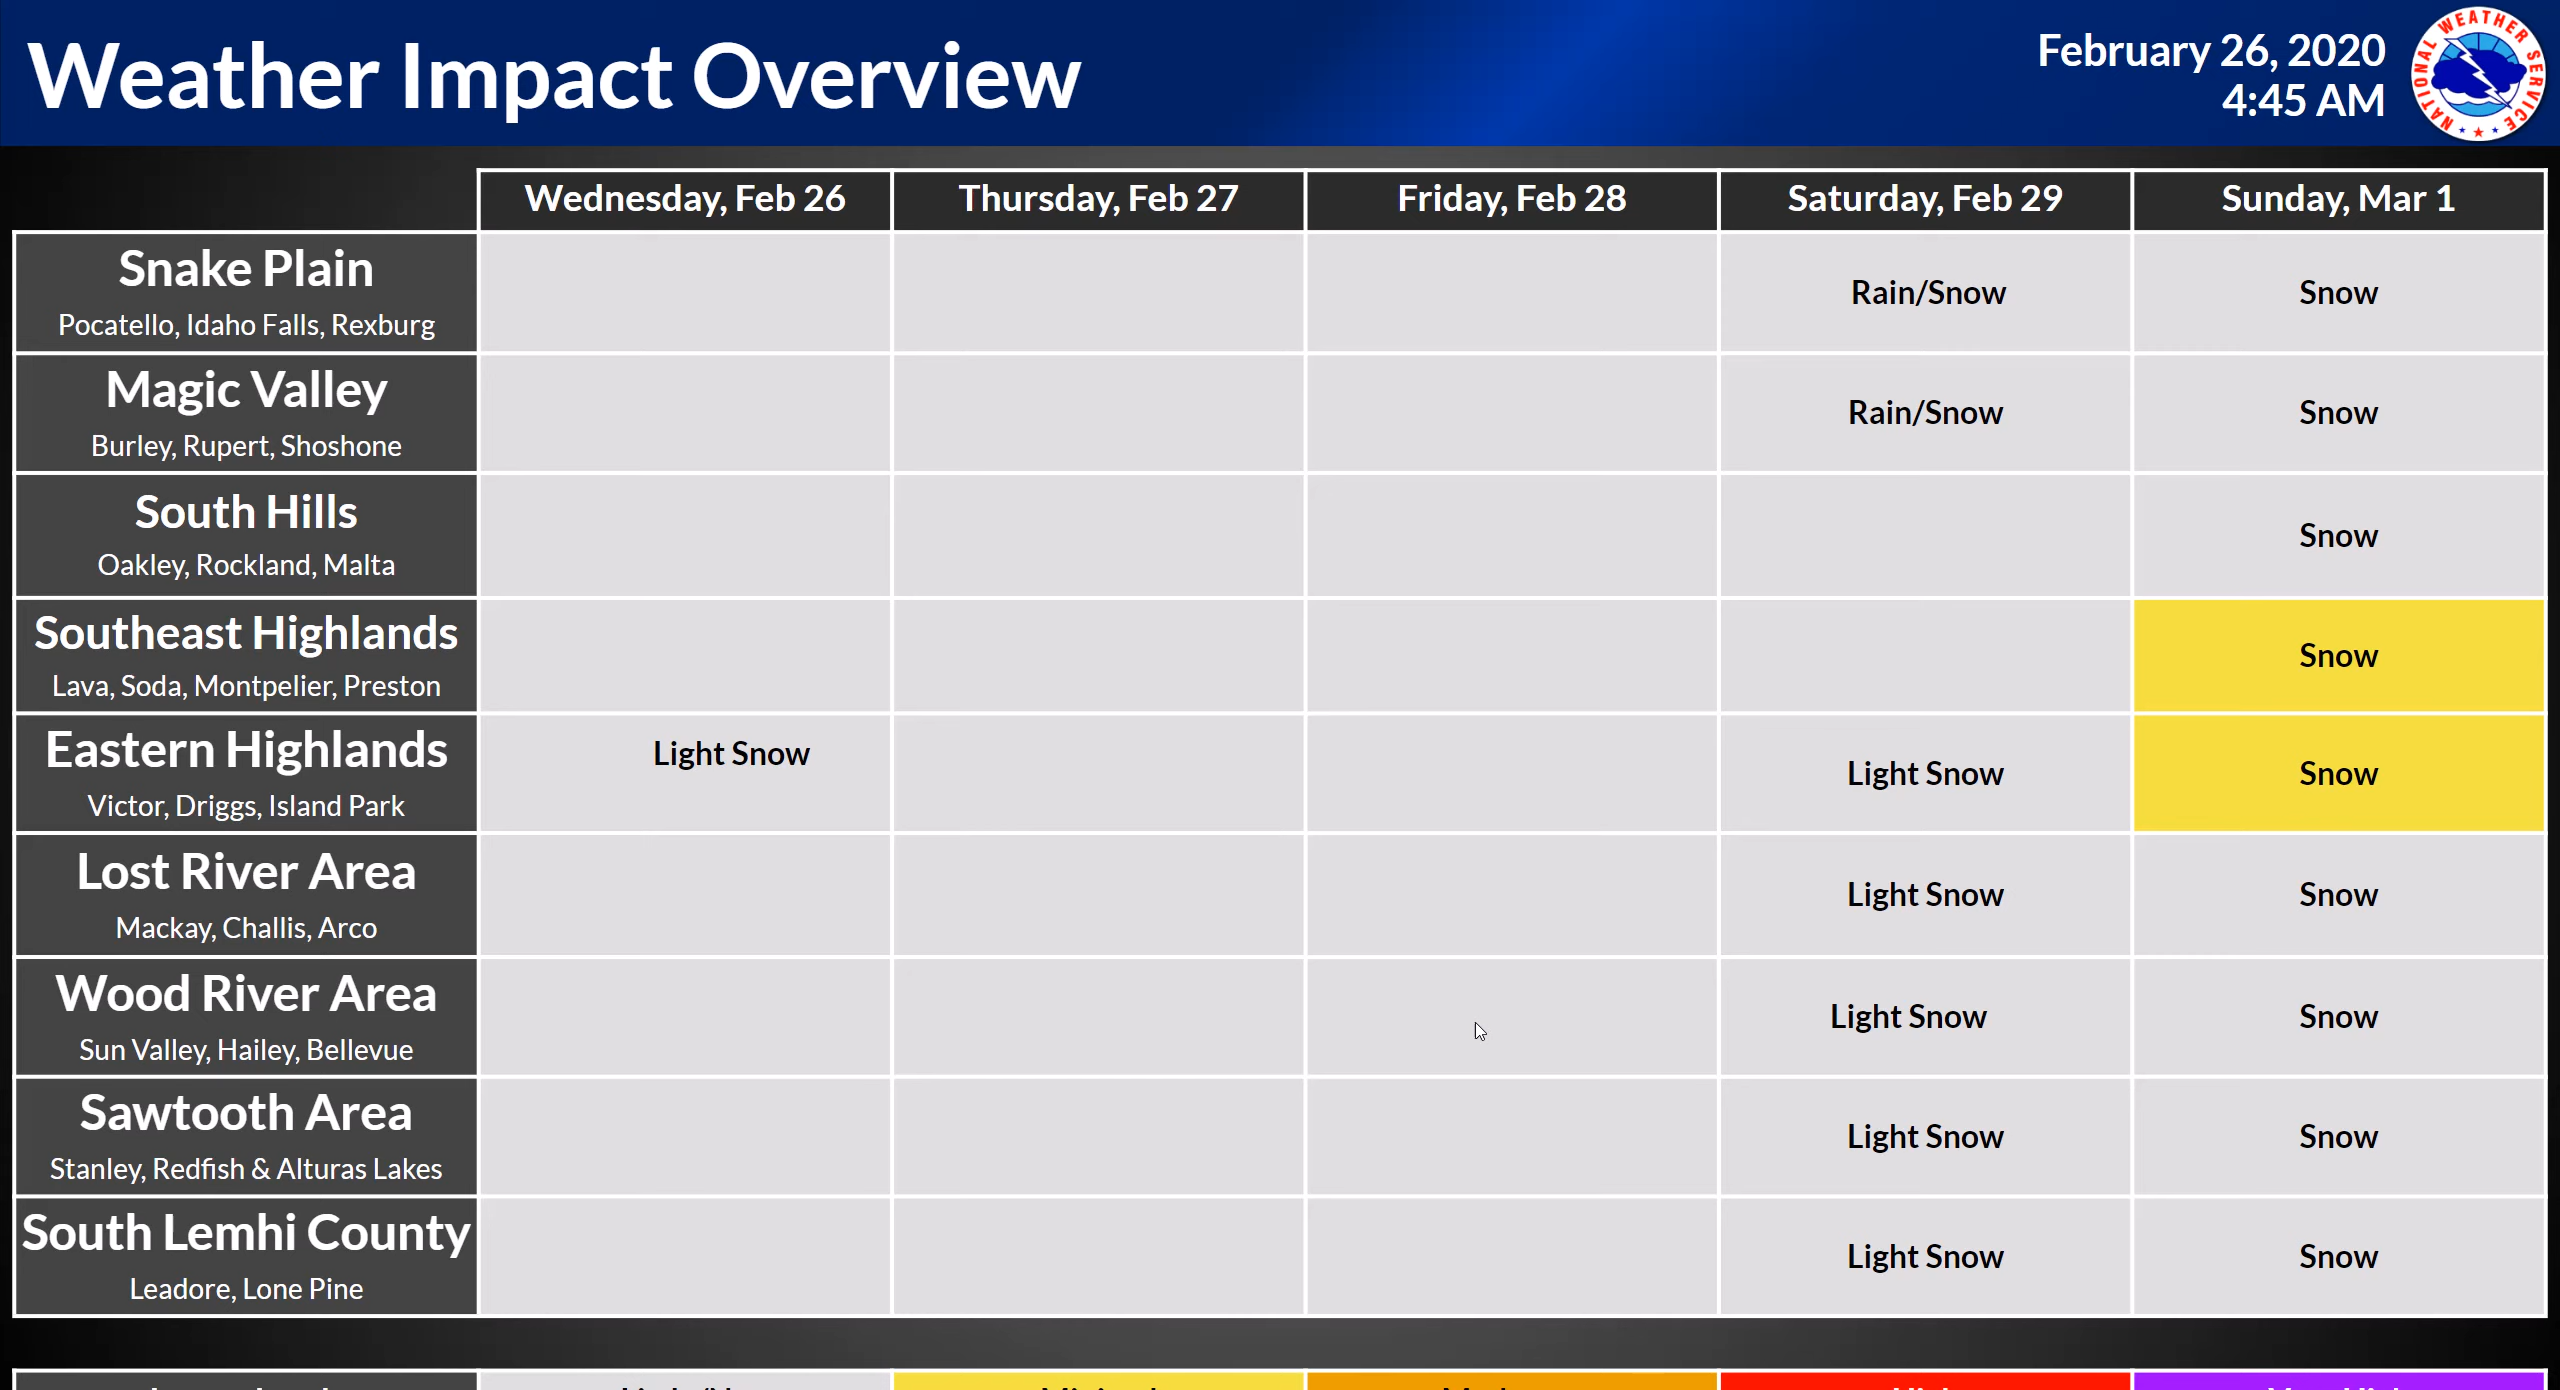 Weather Impact Overview
February 26, 2020
4:45 AM
NATIONAL WEATHER SERVICE
Wednesday, Feb 26 Thursday, Feb 27 Friday, Feb 28 Saturday, Feb 29 Sunday, Mar 1
Snake Plain
Pocatello, Idaho Falls, Rexburg
Rain/Snow Snow
Magic Valley
Burley, Rupert, Shoshone
Rain/Snow Snow
South Hills
Oakley, Rockland, Malta
Snow
Southeast Highlands
Lava, Soda, Montpelier, Preston
Snow
Eastern Highlands
Victor, Driggs, Island Park
Light Snow Light Snow Snow
Lost River Area
Mackay, Challis, Arco
Light Snow Snow
Wood River Area
Sun Valley, Hailey, Bellevue
Light Snow Snow
Sawtooth Area
Stanley, Redfish & Alturas Lakes
Light Snow Snow
South Lemhi County
Leadore, Lone Pine
Light Snow Snow